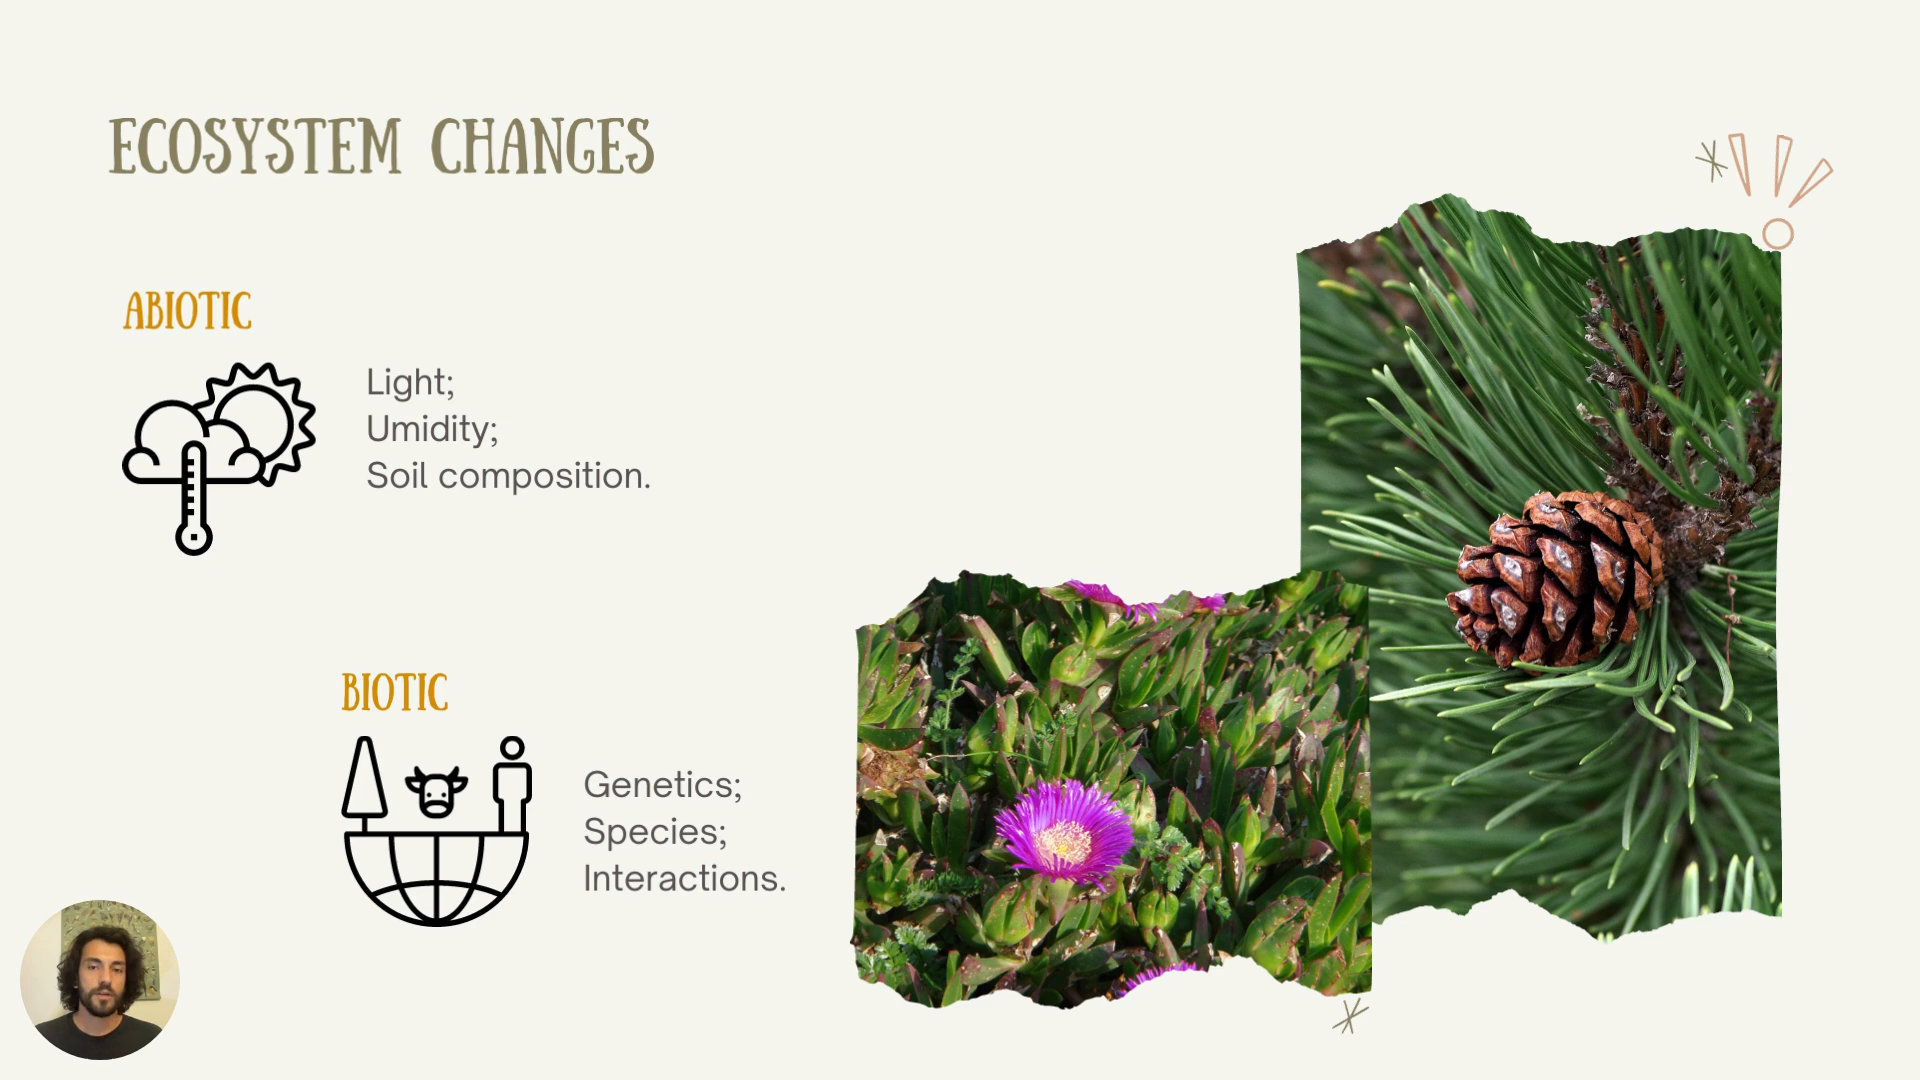 ECOSYSTEM CHANGES
ABIOTIC
Light;
Umidity;
Soil composition.
BIOTIC
Genetics;
Species;
Interactions.